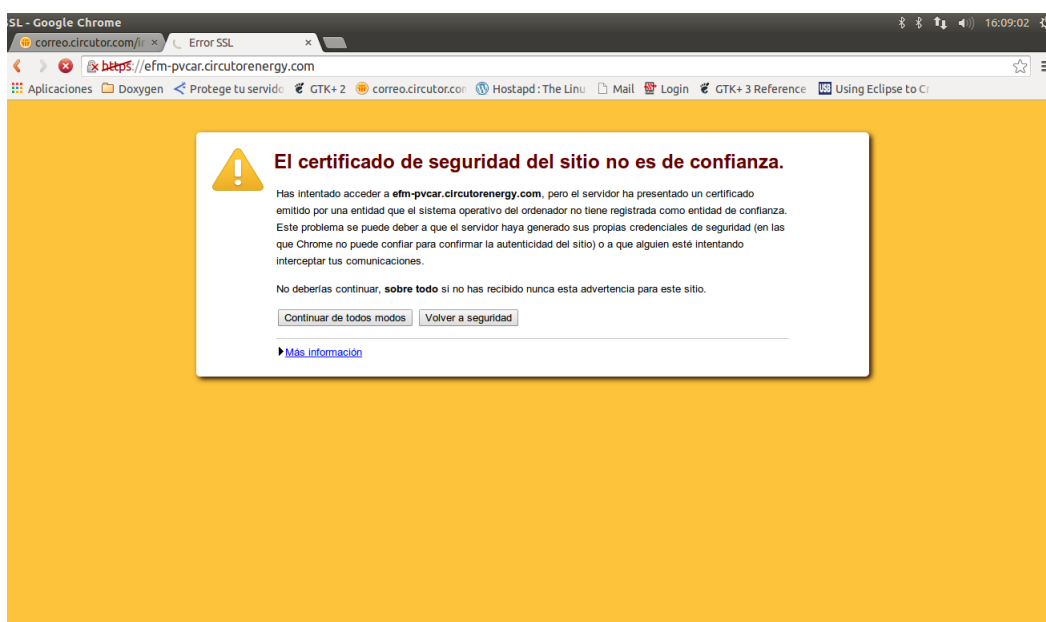 SSL - Google Chrome
16:09:02
correo.circutor.com/ir × Error SSL ×
https://efm-pvcar.circutorenergy.com
Aplicaciones Doxygen Protege tu servido GTK+ 2 correo.circutor.con Hostapd : The Linu Mail Login GTK+ 3 Reference USB Using Eclipse to Cr
El certificado de seguridad del sitio no es de confianza.
Has intentado acceder a efm-pvcar.circutorenergy.com, pero el servidor ha presentado un certificado
emitido por una entidad que el sistema operativo del ordenador no tiene registrada como entidad de confianza.
Este problema se puede deber a que el servidor haya generado sus propias credenciales de seguridad (en las
que Chrome no puede confiar para confirmar la autenticidad del sitio) o a que alguien esté intentando
interceptar tus comunicaciones.
No deberías continuar, sobre todo si no has recibido nunca esta advertencia para este sitio.
Continuar de todos modos Volver a seguridad
Más información